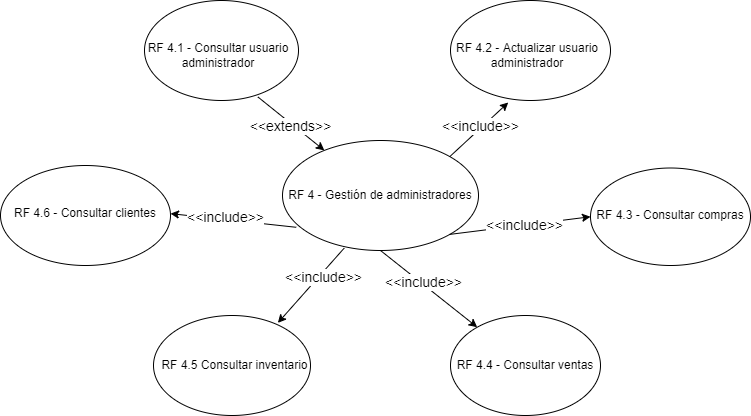 RF 4.1 - Consultar usuario
administrador
RF 4.2 - Actualizar usuario
administrador
<<extends>>
<<include>>
RF 4 - Gestión de administradores
RF 4.6 - Consultar clientes
<<include>>
<<include>>
RF 4.3 - Consultar compras
<<include>>
<<include>>
RF 4.5 Consultar inventario
RF 4.4 - Consultar ventas